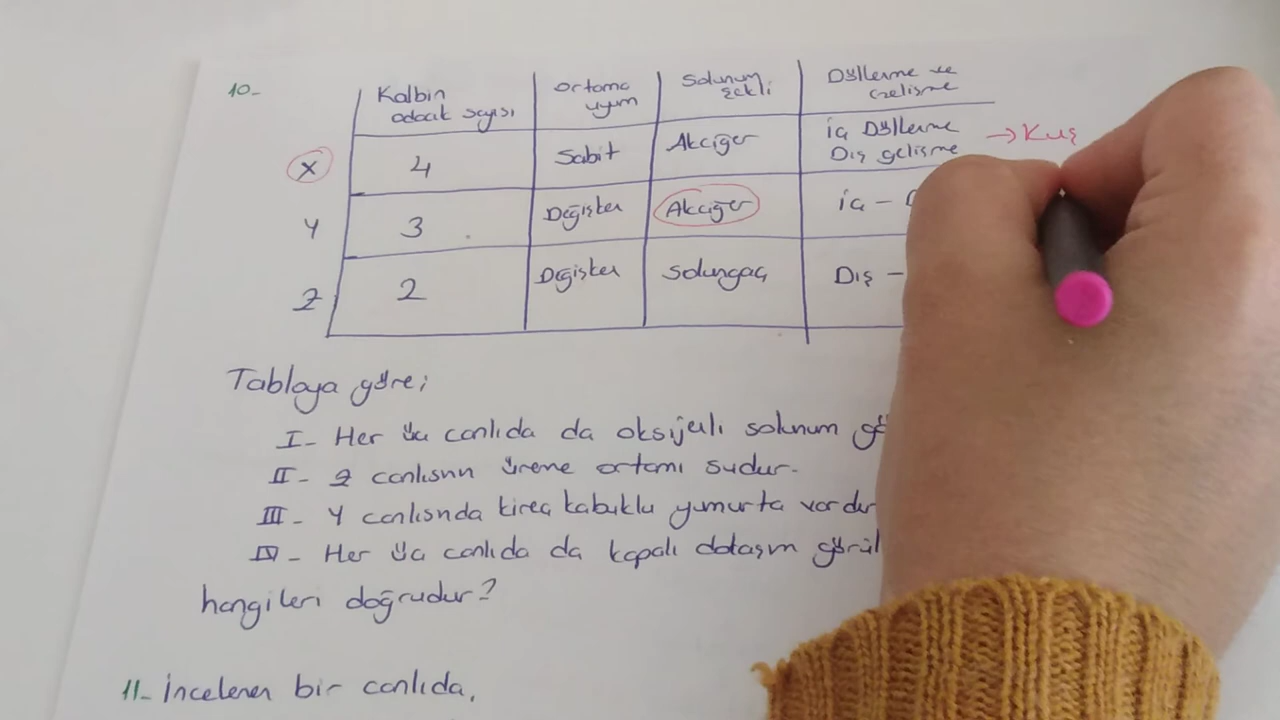 10-
Kalbin odacık sayısı
Ortama uyum
Solunum şekli
Döllenme ve gelişme
X 4 Sabit Akciğer İç Döllenme Dış gelişme → Kuş
Y 3 Değişken Akciğer İç -
Z 2 Değişken Solungaç Dış -
Tabloya göre;
I- Her üç canlıda da oksijenli solunum
II- Z canlısının üreme ortamı sudur.
III- Y canlısında kireç kabuklu yumurta vardır
IV- Her üç canlıda da kapalı dolaşım
hangileri doğrudur?
11- İncelenen bir canlıda,